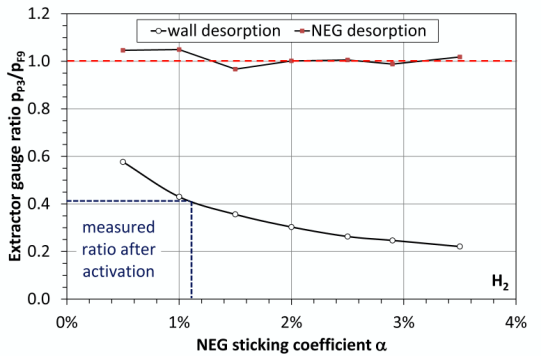 wall desorption
NEG desorption
Extractor gauge ratio pP3/pF9
1.2
1.0
0.8
0.6
0.4
0.2
0.0
measured
ratio after
activation
H2
0%
1%
2%
3%
4%
NEG sticking coefficient α